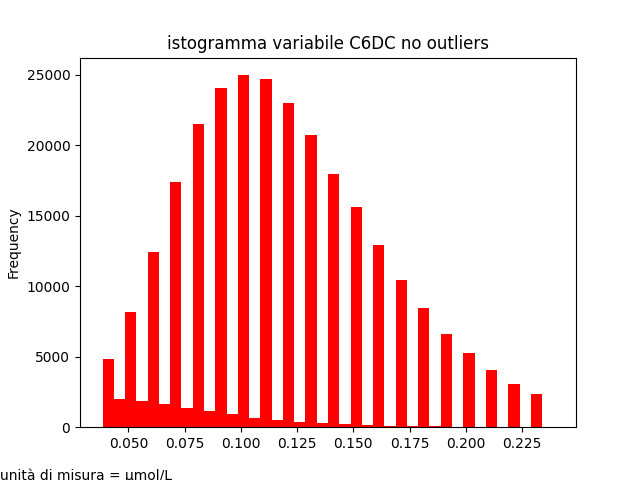 istogramma variabile C6DC no outliers
25000
20000
15000
10000
5000
0
Frequency
0.050 0.075 0.100 0.125 0.150 0.175 0.200 0.225
unità di misura = μmol/L